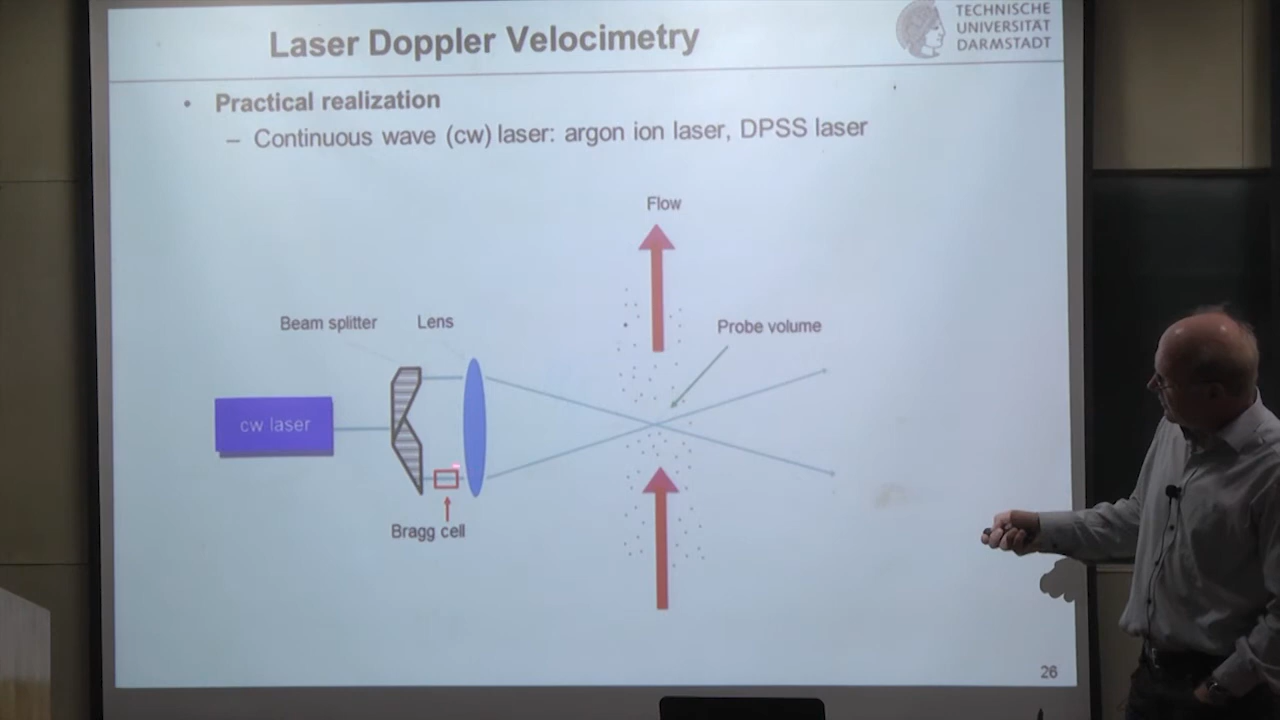 Laser Doppler Velocimetry
TECHNISCHE
UNIVERSITÄT
DARMSTADT
• Practical realization
– Continuous wave (cw) laser: argon ion laser, DPSS laser
Flow
Beam splitter
Lens
Probe volume
cw laser
Bragg cell
26